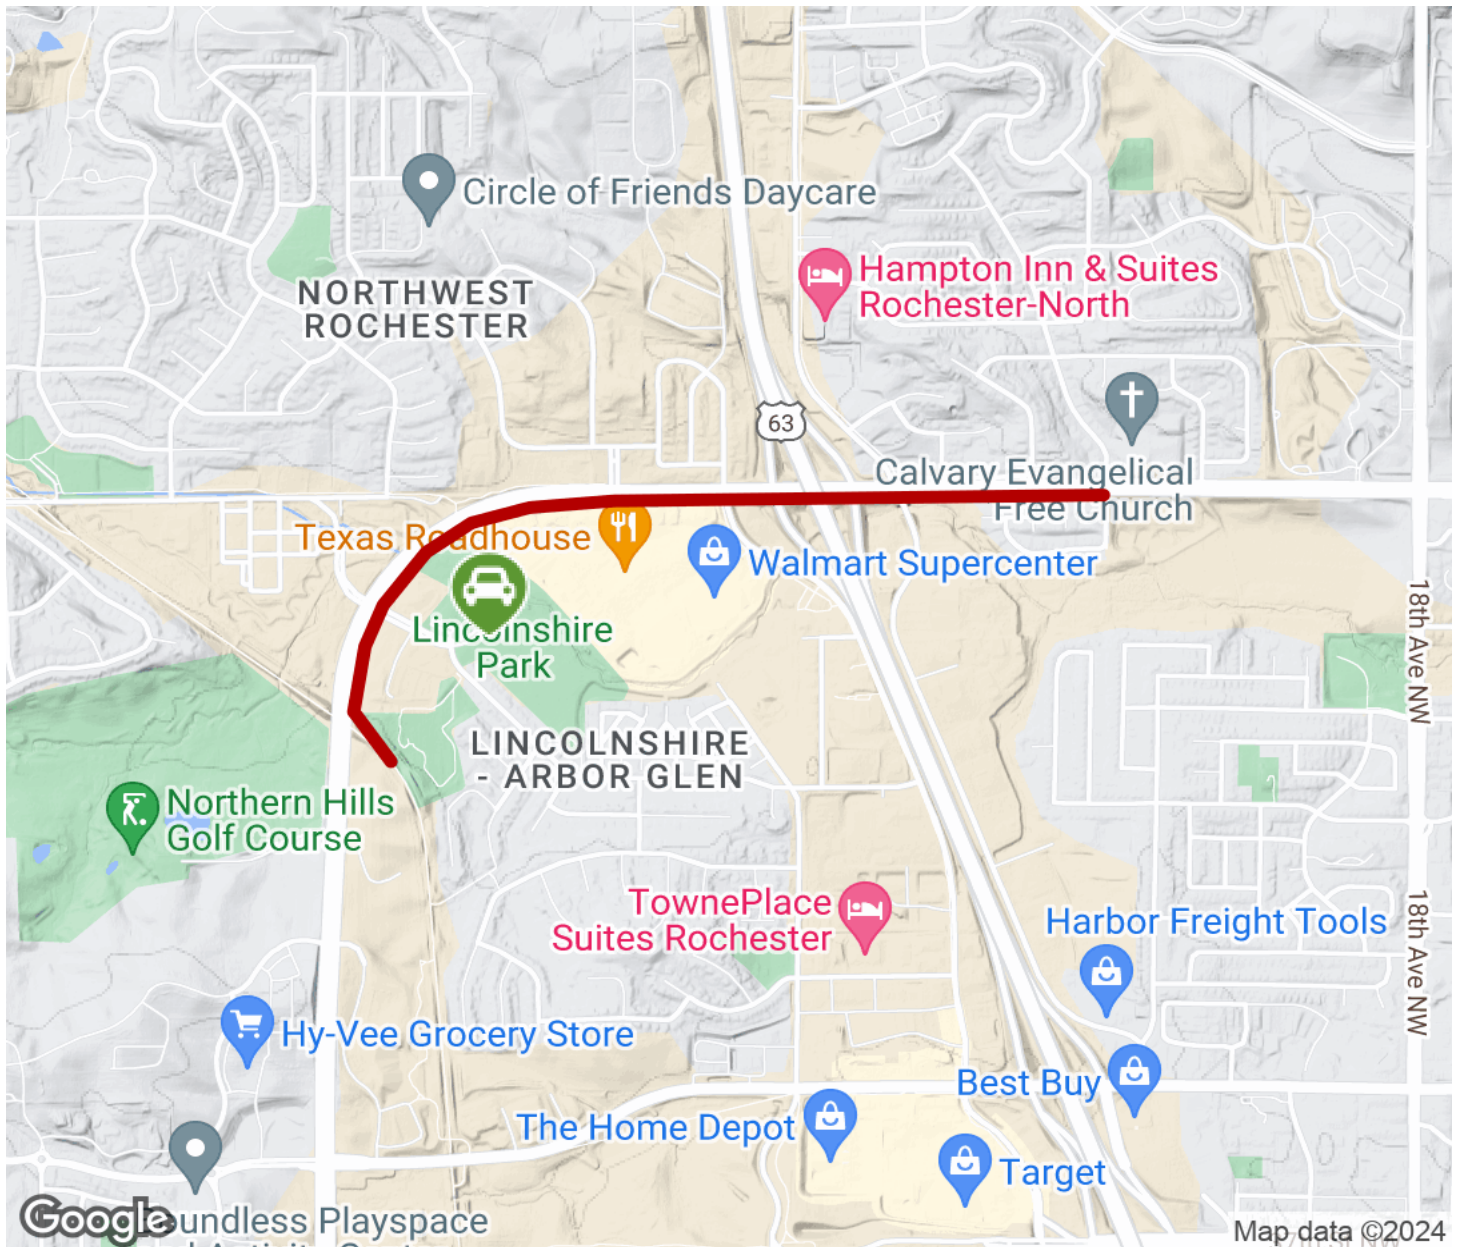 Circle of Friends Daycare
NORTHWEST
ROCHESTER
Hampton Inn & Suites
Rochester-North
63
Calvary Evangelical
Free Church
Texas Roadhouse
Walmart Supercenter
Lincolnshire
Park
18th Ave NW
LINCOLNSHIRE
- ARBOR GLEN
Northern Hills
Golf Course
TownePlace
Suites Rochester
Harbor Freight Tools
18th Ave NW
Hy-Vee Grocery Store
Best Buy
The Home Depot
Target
Google
Playspace
Map data ©2024